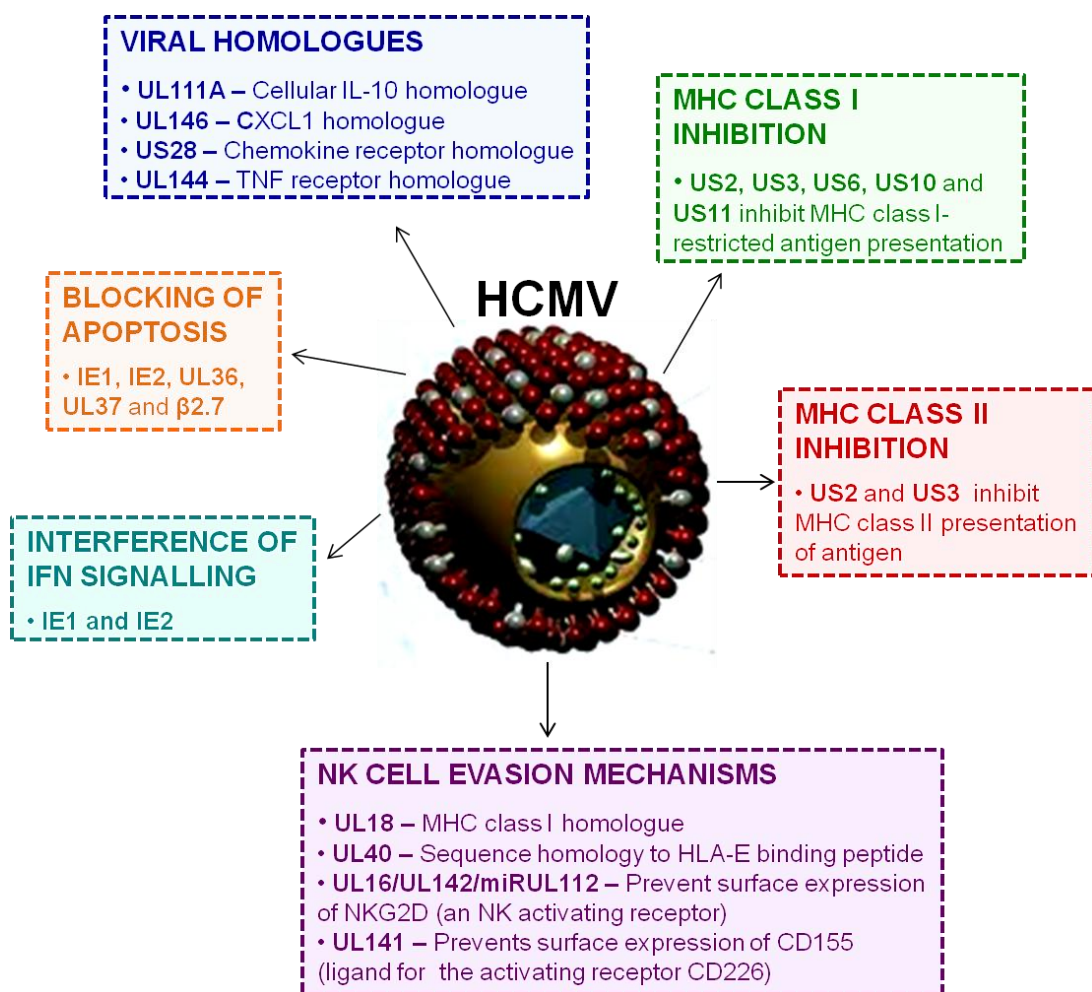 VIRAL HOMOLOGUES
• UL111A – Cellular IL-10 homologue
• UL146 – CXCL1 homologue
• US28 – Chemokine receptor homologue
• UL144 – TNF receptor homologue
MHC CLASS I
INHIBITION
• US2, US3, US6, US10 and
US11 inhibit MHC class I-
restricted antigen presentation
HCMV
BLOCKING OF
APOPTOSIS
• IE1, IE2, UL36,
UL37 and β2.7
MHC CLASS II
INHIBITION
• US2 and US3 inhibit
MHC class II presentation
of antigen
INTERFERENCE OF
IFN SIGNALLING
• IE1 and IE2
NK CELL EVASION MECHANISMS
• UL18 – MHC class I homologue
• UL40 – Sequence homology to HLA-E binding peptide
• UL16/UL142/miRUL112 – Prevent surface expression
of NKG2D (an NK activating receptor)
• UL141 – Prevents surface expression of CD155
(ligand for the activating receptor CD226)